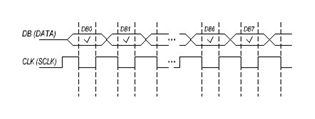 DB0 DB1 DB6 DB7
DB (DATA)
CLK (SCLK)